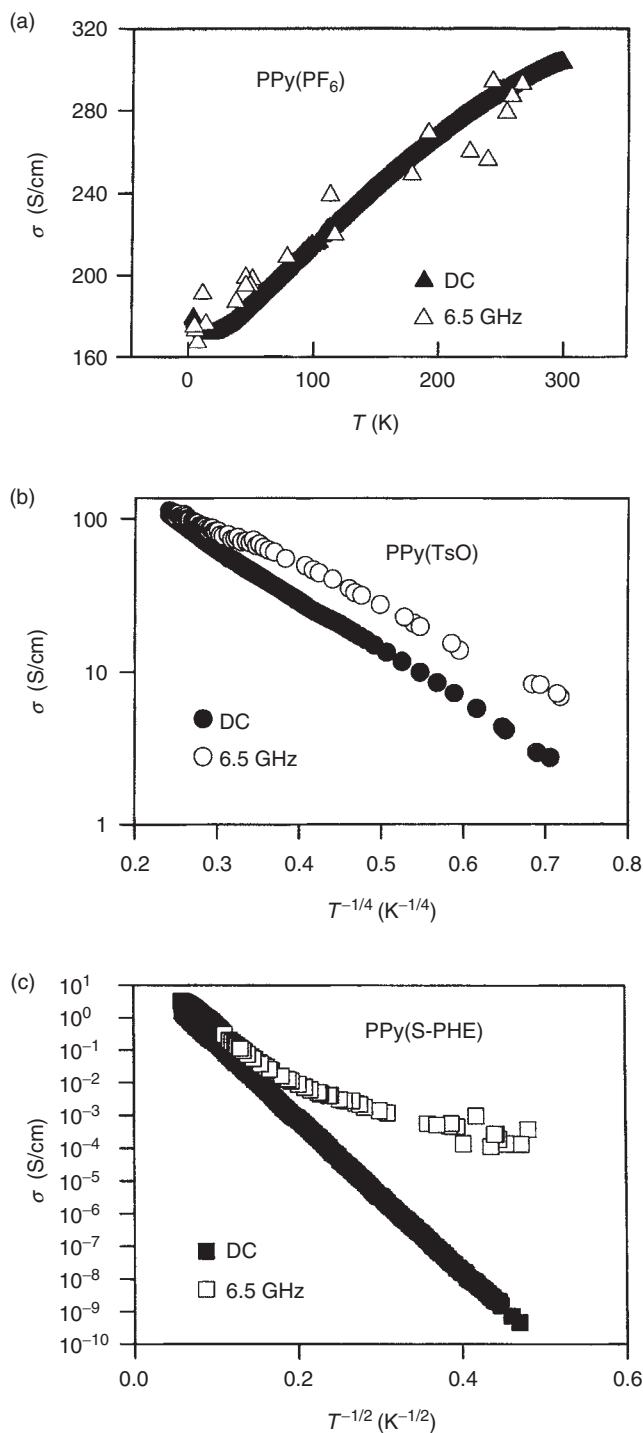 (a)
320
280
240
200
160
σ (S/cm)
PPy(PF₆)
DC
6.5 GHz
0 100 200 300
T (K)
(b)
100
10
1
σ (S/cm)
PPy(TsO)
DC
6.5 GHz
0.2 0.3 0.4 0.5 0.6 0.7 0.8
T⁻¹/⁴ (K⁻¹/⁴)
(c)
10¹
10⁰
10⁻¹
10⁻²
10⁻³
10⁻⁴
10⁻⁵
10⁻⁶
10⁻⁷
10⁻⁸
10⁻⁹
10⁻¹⁰
σ (S/cm)
PPy(S-PHE)
DC
6.5 GHz
0.0 0.2 0.4 0.6
T⁻¹/² (K⁻¹/²)